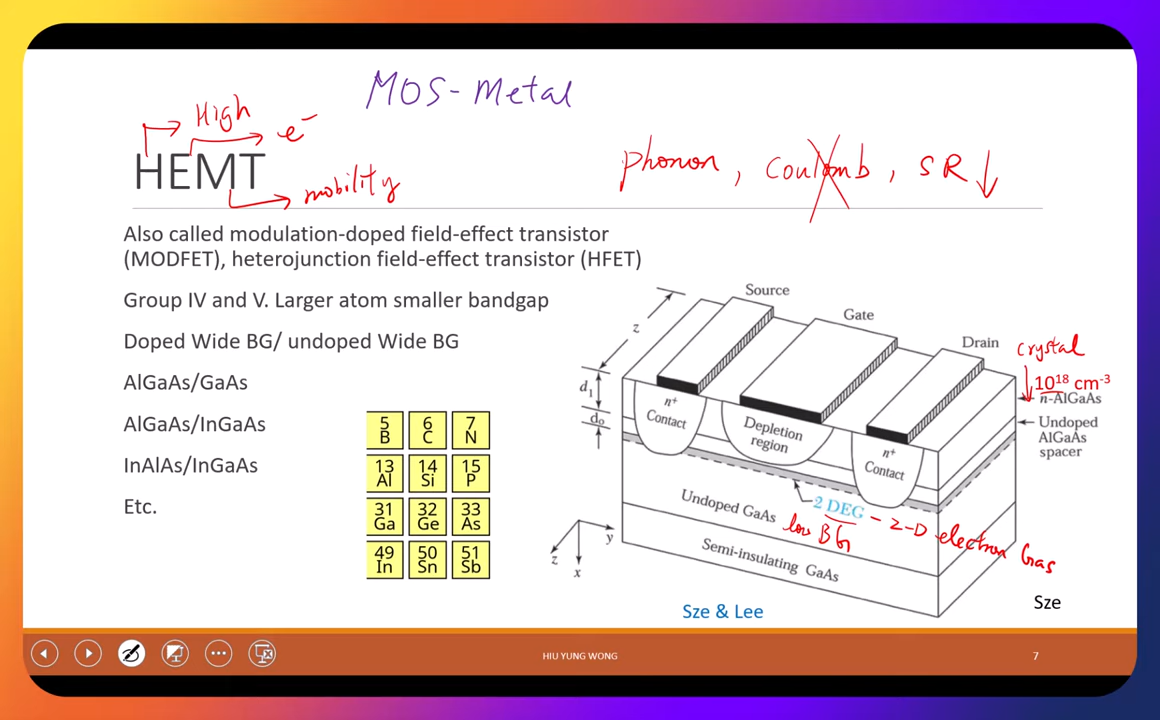 MOS - Metal
High
e⁻
HEMT
mobility
phonon, coulomb, SR ↓
Also called modulation-doped field-effect transistor
(MODFET), heterojunction field-effect transistor (HFET)
Group IV and V. Larger atom smaller bandgap
Doped Wide BG/ undoped Wide BG
AlGaAs/GaAs
AlGaAs/InGaAs
InAlAs/InGaAs
Etc.
5 6 7
B C N
13 14 15
Al Si P
31 32 33
Ga Ge As
49 50 51
In Sn Sb
Source
Gate
Drain
z
crystal
10¹⁸ cm⁻³
n-AlGaAs
Undoped
AlGaAs
spacer
d₁
d₀
n⁺
Contact
Depletion
region
n⁺
Contact
Undoped GaAs
2 DEG - 2-D electron Gas
low BG
Semi-insulating GaAs
y
z
x
Sze & Lee
Sze
HIU YUNG WONG
7